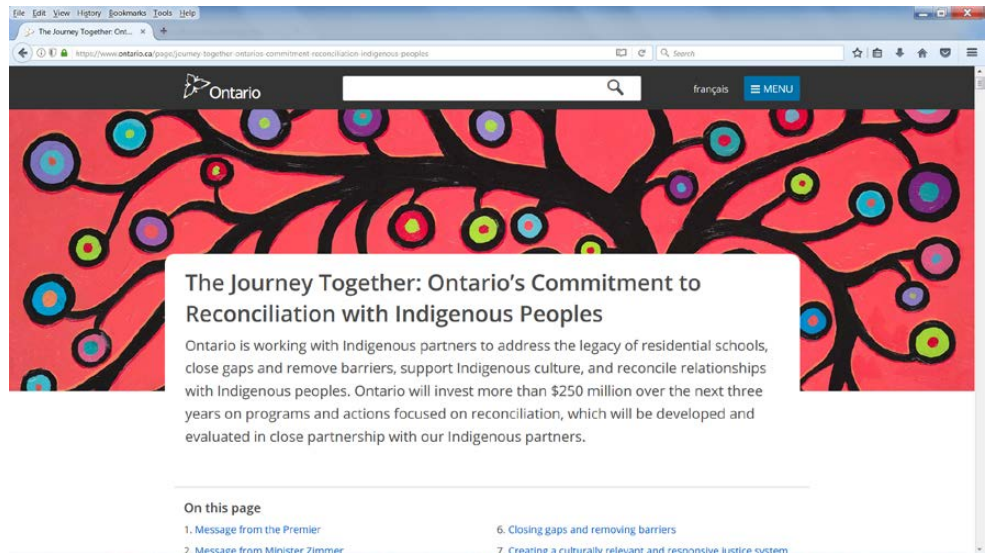 File Edit View History Bookmarks Tools Help
The Journey Together: Ont...
https://www.ontario.ca/page/journey-together-ontarios-commitment-reconciliation-indigenous-peoples
Search
Ontario
français
MENU
The Journey Together: Ontario’s Commitment to
Reconciliation with Indigenous Peoples
Ontario is working with Indigenous partners to address the legacy of residential schools,
close gaps and remove barriers, support Indigenous culture, and reconcile relationships
with Indigenous peoples. Ontario will invest more than $250 million over the next three
years on programs and actions focused on reconciliation, which will be developed and
evaluated in close partnership with our Indigenous partners.
On this page
1. Message from the Premier
6. Closing gaps and removing barriers
2. Message from Minister Zimmer
7. Creating a culturally relevant and responsive justice system